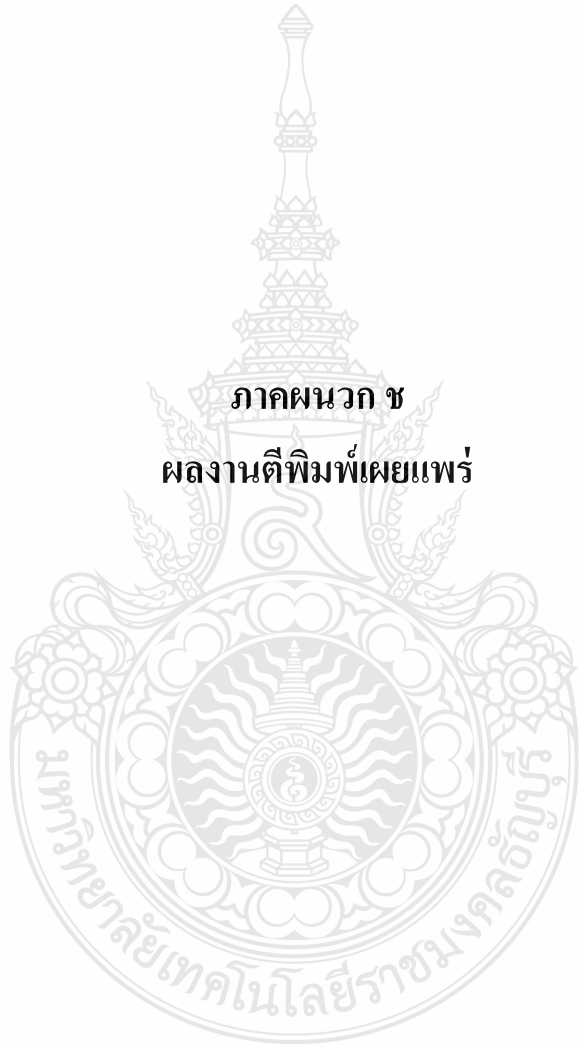 ภาคผนวก ช
ผลงานตีพิมพ์เผยแพร่
มหาวิทยาลัยเทคโนโลยีราชมงคลธัญบุรี